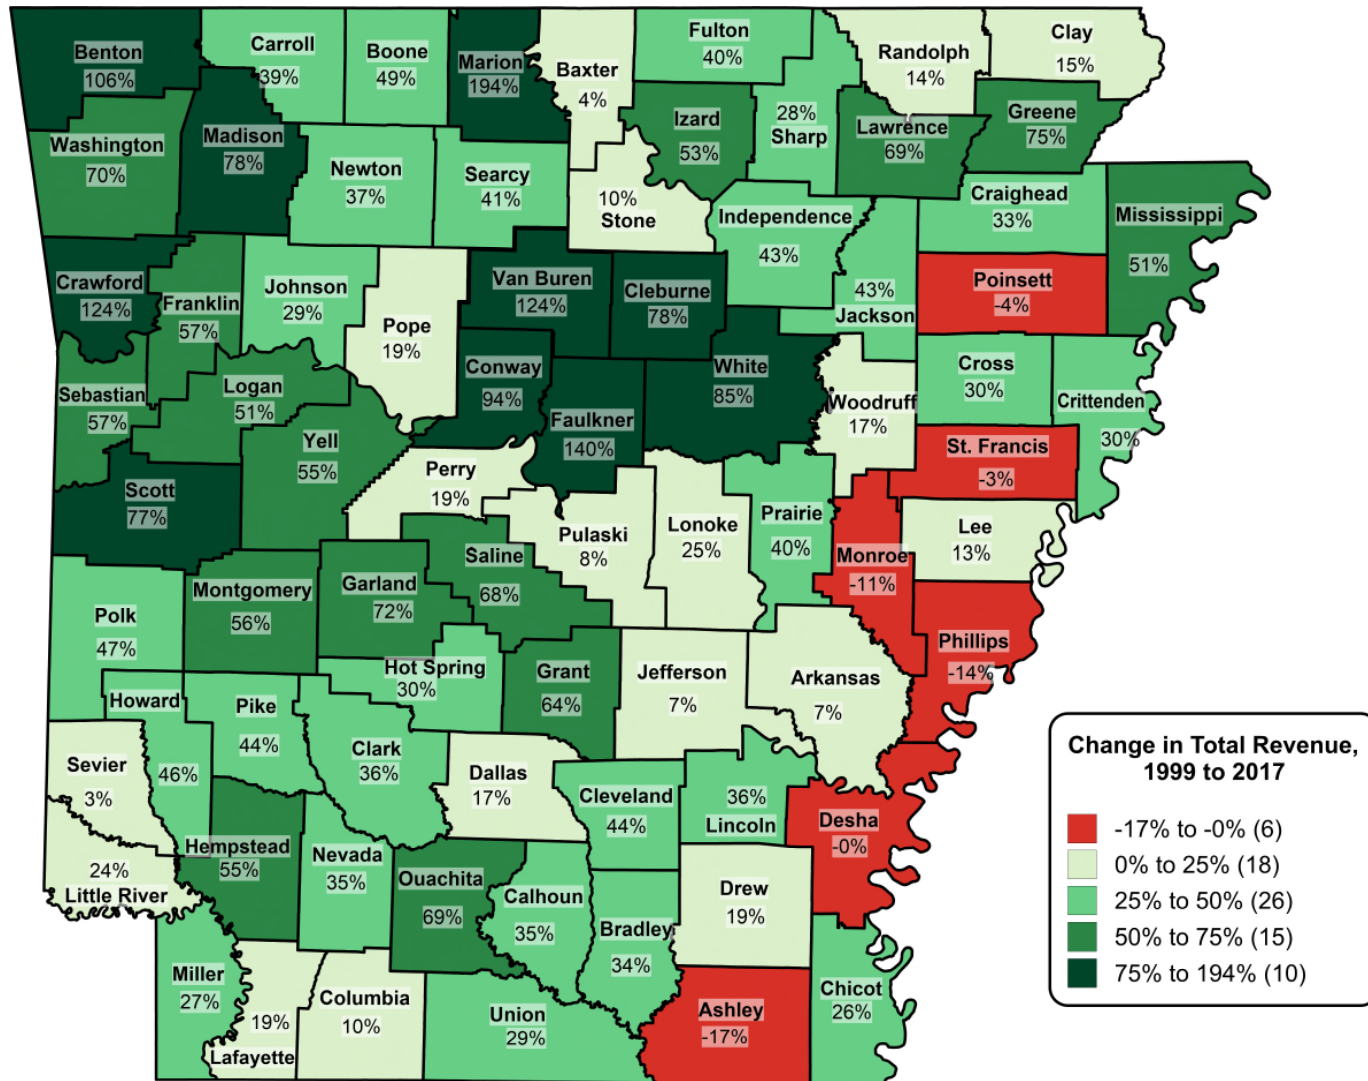 Benton
106%
Carroll
39%
Boone
49%
Marion
194%
Baxter
4%
Fulton
40%
Randolph
14%
Clay
15%
Washington
70%
Madison
78%
Newton
37%
Searcy
41%
10%
Stone
Izard
53%
28%
Sharp
Lawrence
69%
Greene
75%
Independence
43%
Craighead
33%
Mississippi
51%
Crawford
124%
Franklin
57%
Johnson
29%
Pope
19%
Van Buren
124%
Cleburne
78%
43%
Jackson
Poinsett
-4%
Sebastian
57%
Logan
51%
Conway
94%
Faulkner
140%
White
85%
Woodruff
17%
Cross
30%
Crittenden
30%
Scott
77%
Yell
55%
Perry
19%
St. Francis
-3%
Pulaski
8%
Lonoke
25%
Prairie
40%
Monroe
-11%
Lee
13%
Polk
47%
Montgomery
56%
Garland
72%
Saline
68%
Hot Spring
30%
Grant
64%
Jefferson
7%
Arkansas
7%
Phillips
-14%
Howard
46%
Pike
44%
Clark
36%
Sevier
3%
Dallas
17%
Cleveland
44%
36%
Lincoln
Desha
-0%
24%
Little River
Hempstead
55%
Nevada
35%
Ouachita
69%
Calhoun
35%
Bradley
34%
Drew
19%
Miller
27%
19%
Lafayette
Columbia
10%
Union
29%
Ashley
-17%
Chicot
26%
Change in Total Revenue,
1999 to 2017
-17% to -0% (6)
0% to 25% (18)
25% to 50% (26)
50% to 75% (15)
75% to 194% (10)